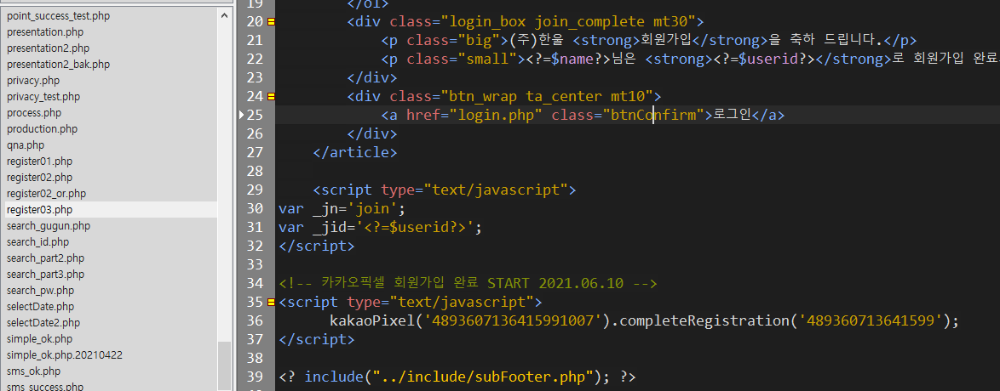 point_success_test.php
presentation.php
presentation2.php
presentation2_bak.php
privacy.php
privacy_test.php
process.php
production.php
qna.php
register01.php
register02.php
register02_or.php
register03.php
search_gugun.php
search_id.php
search_part2.php
search_part3.php
search_pw.php
selectDate.php
selectDate2.php
simple_ok.php
simple_ok.php.20210422
sms_ok.php
sms_success.php
19 </ol>
20 <div class="login_box join_complete mt30">
21 <p class="big">(주)한울 <strong>회원가입</strong>을 축하 드립니다.</p>
22 <p class="small"><?=$name?>님은 <strong><?=$userid?></strong>로 회원가입 완료
23 </div>
24 <div class="btn_wrap ta_center mt10">
25 <a href="login.php" class="btnConfirm">로그인</a>
26 </div>
27 </article>
28
29 <script type="text/javascript">
30 var _jn='join';
31 var _jid='<?=$userid?>';
32 </script>
33
34 <!-- 카카오픽셀 회원가입 완료 START 2021.06.10 -->
35 <script type="text/javascript">
36 kakaoPixel('4893607136415991007').completeRegistration('489360713641599');
37 </script>
38
39 <? include("../include/subFooter.php"); ?>